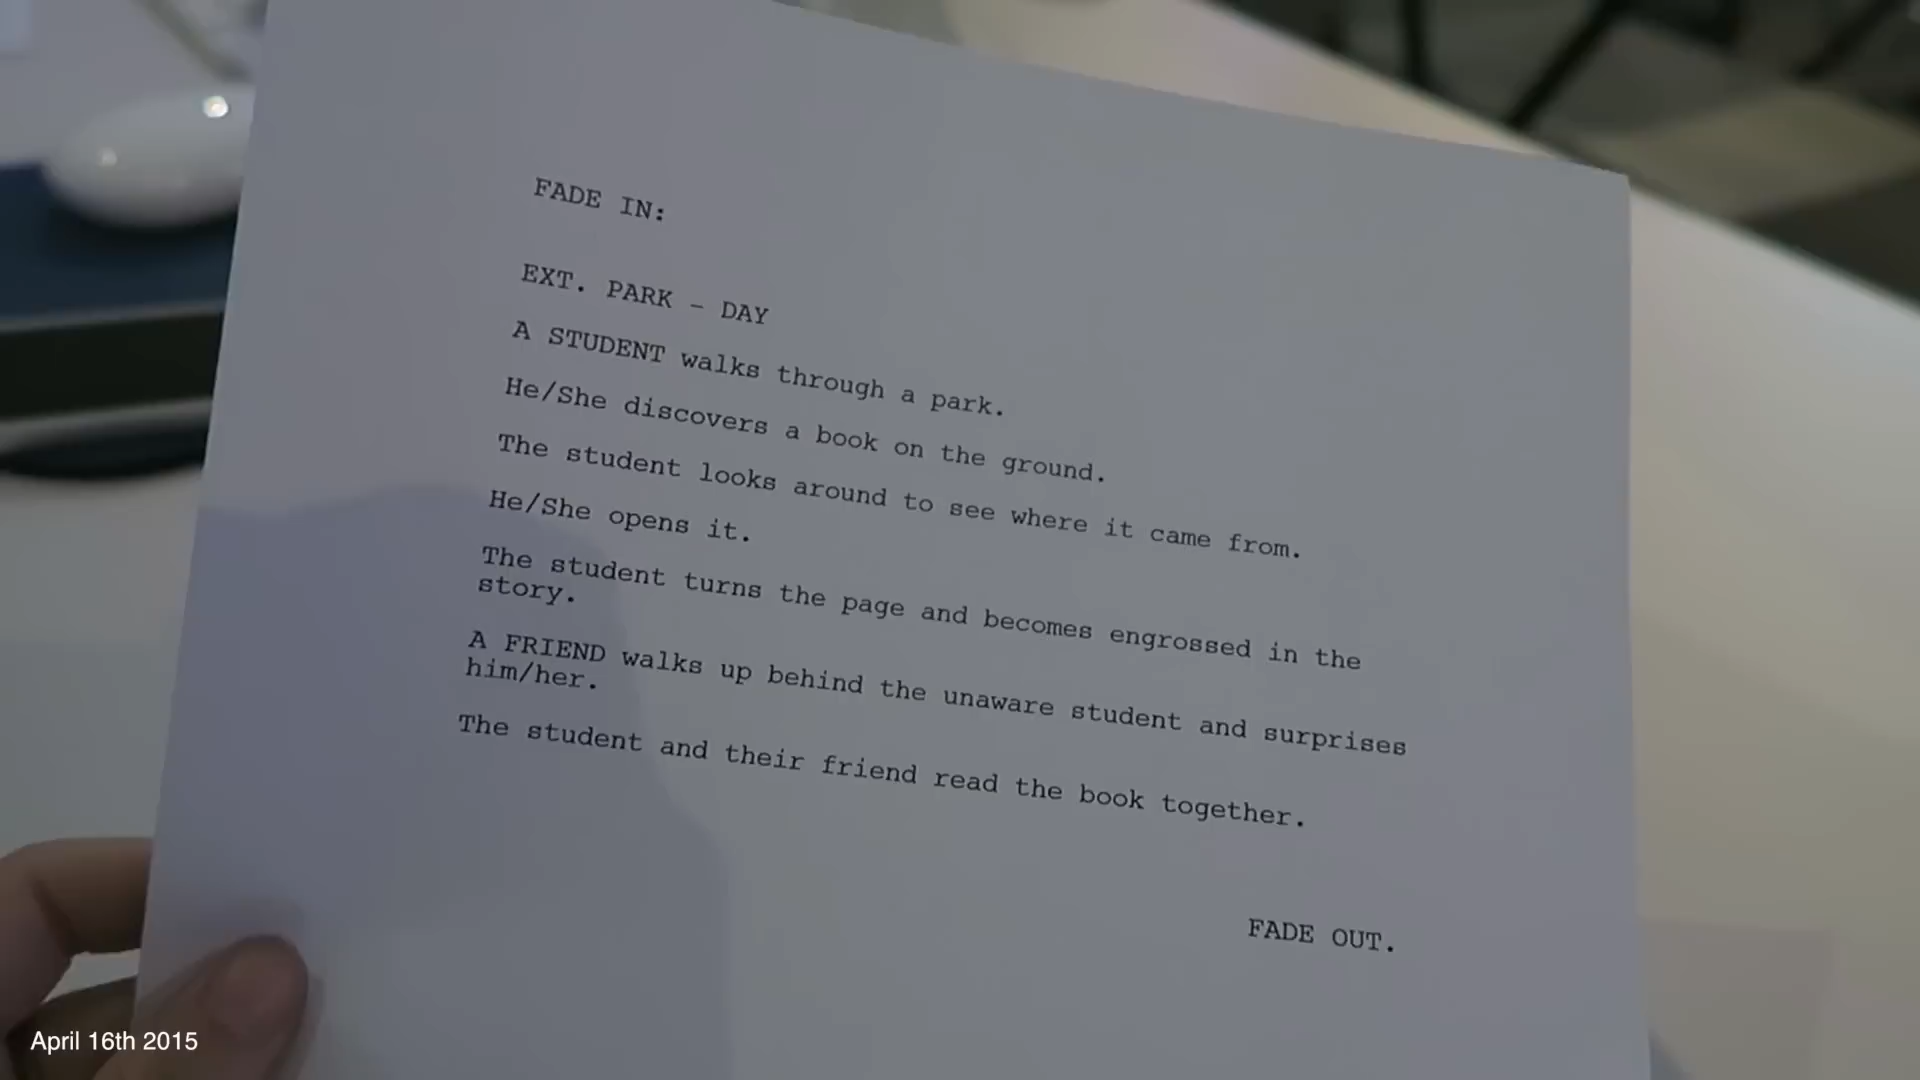 FADE IN:
EXT. PARK - DAY
A STUDENT walks through a park.
He/She discovers a book on the ground.
The student looks around to see where it came from.
He/She opens it.
The student turns the page and becomes engrossed in the
story.
A FRIEND walks up behind the unaware student and surprises
him/her.
The student and their friend read the book together.
FADE OUT.
April 16th 2015